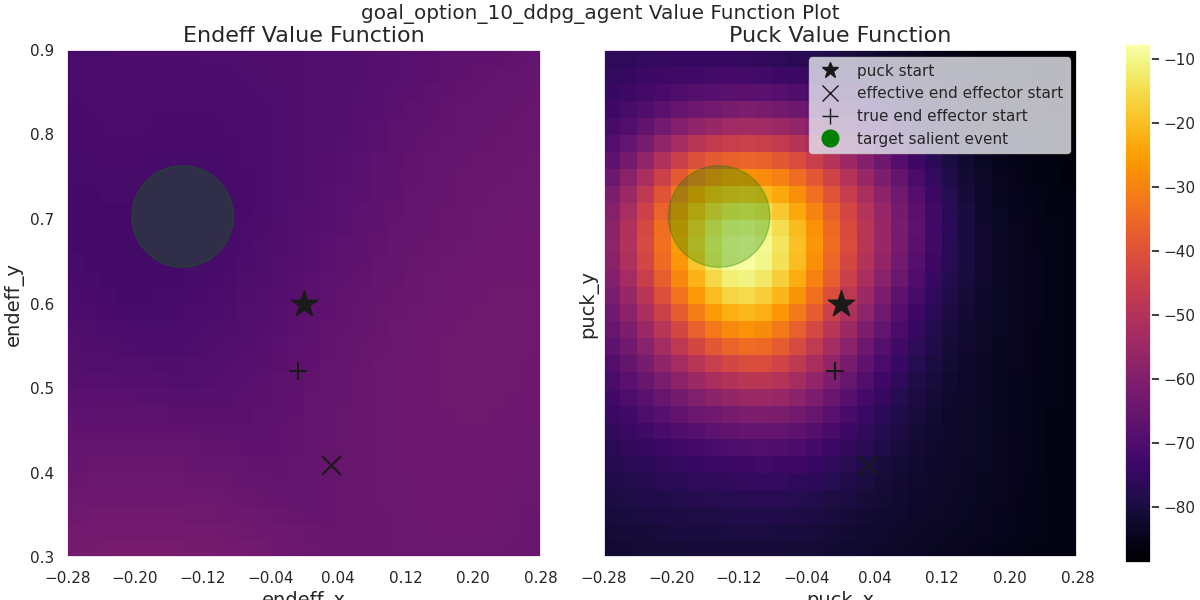 goal_option_10_ddpg_agent Value Function Plot
Endeff Value Function
Puck Value Function
puck start
effective end effector start
true end effector start
target salient event
endeff_y
0.9
0.8
0.7
0.6
0.5
0.4
0.3
−0.28 −0.20 −0.12 −0.04 0.04 0.12 0.20 0.28
endeff_x
puck_y
−0.28 −0.20 −0.12 −0.04 0.04 0.12 0.20 0.28
puck_x
−10
−20
−30
−40
−50
−60
−70
−80